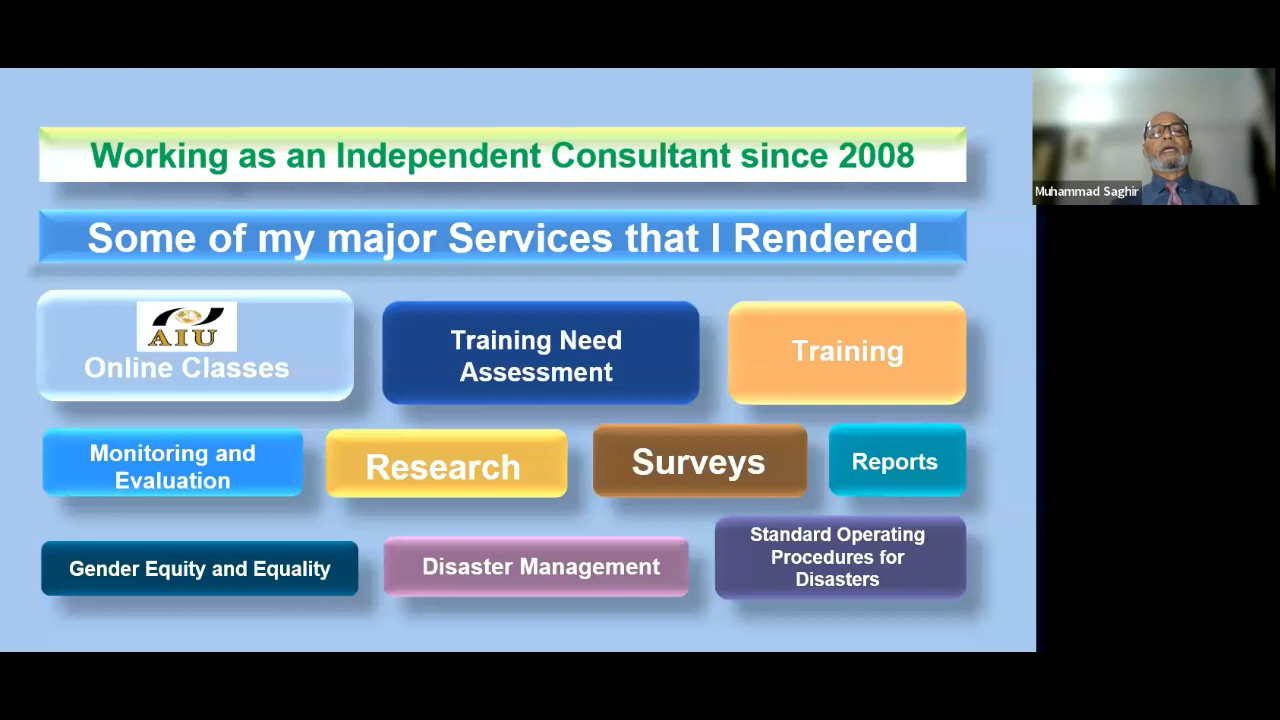 Working as an Independent Consultant since 2008
Some of my major Services that I Rendered
AIU
Online Classes
Training Need
Assessment
Training
Monitoring and
Evaluation
Research
Surveys
Reports
Gender Equity and Equality
Disaster Management
Standard Operating
Procedures for
Disasters
Muhammad Saghir